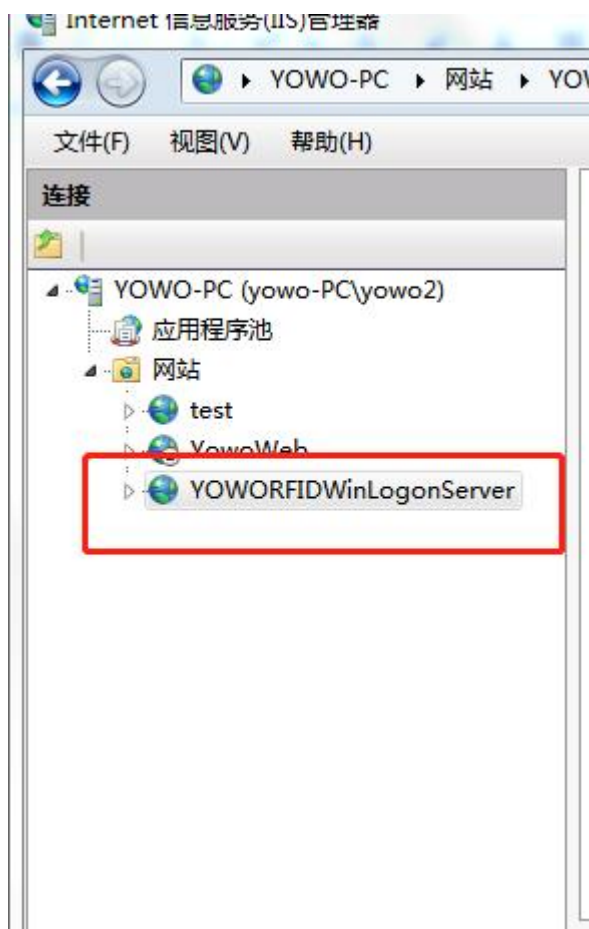 Internet 信息服务(IIS)管理器
YOWO-PC 网站 YOW
文件(F) 视图(V) 帮助(H)
连接
YOWO-PC (yowo-PC\yowo2)
应用程序池
网站
test
YowoWeb
YOWORFIDWinLogonServer